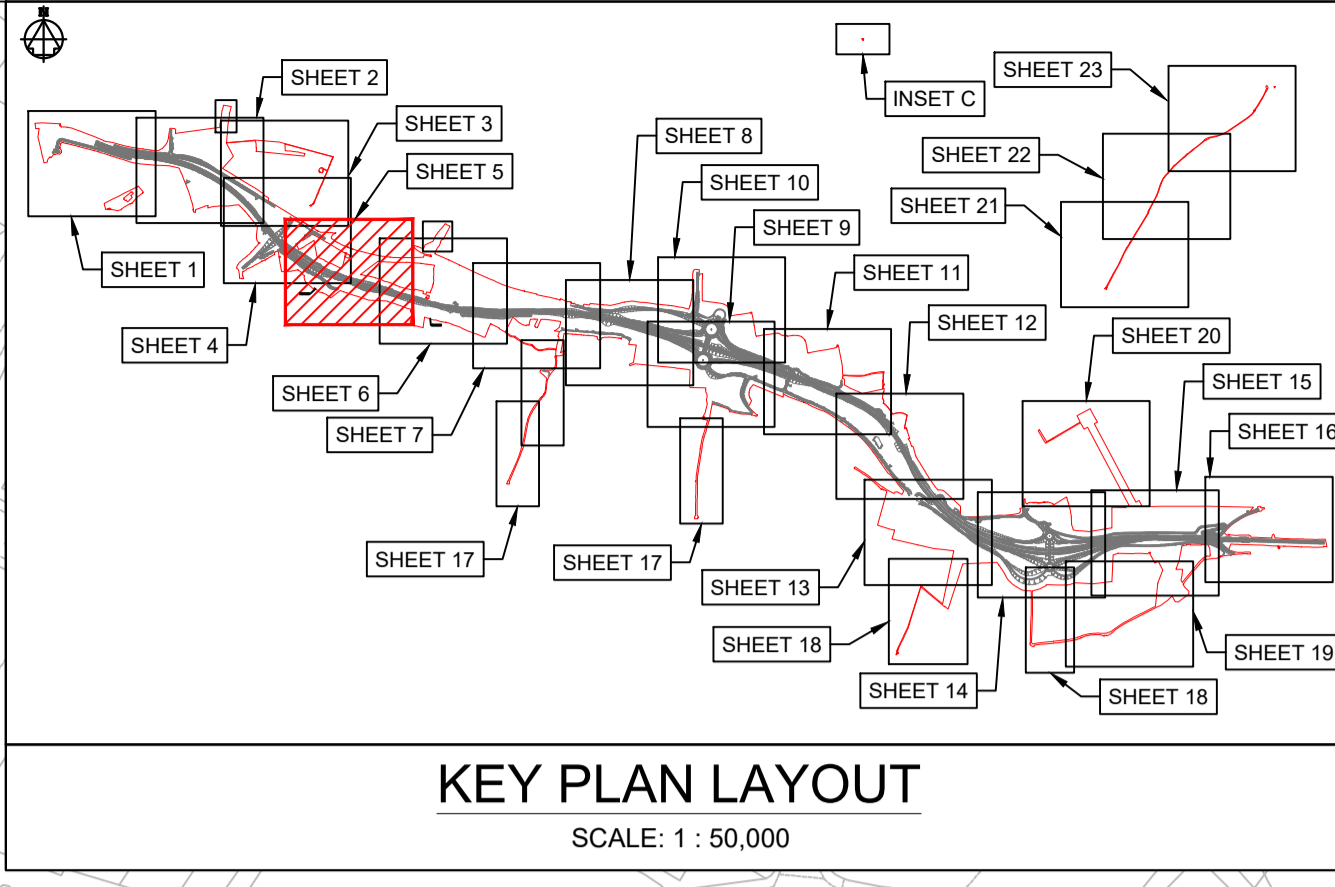 SHEET 2
SHEET 23
INSET C
SHEET 3
SHEET 8
SHEET 22
SHEET 5
SHEET 10
SHEET 21
SHEET 9
SHEET 1
SHEET 11
SHEET 12
SHEET 20
SHEET 4
SHEET 15
SHEET 6
SHEET 7
SHEET 16
SHEET 17
SHEET 17
SHEET 13
SHEET 18
SHEET 19
SHEET 14
SHEET 18
KEY PLAN LAYOUT
SCALE: 1 : 50,000